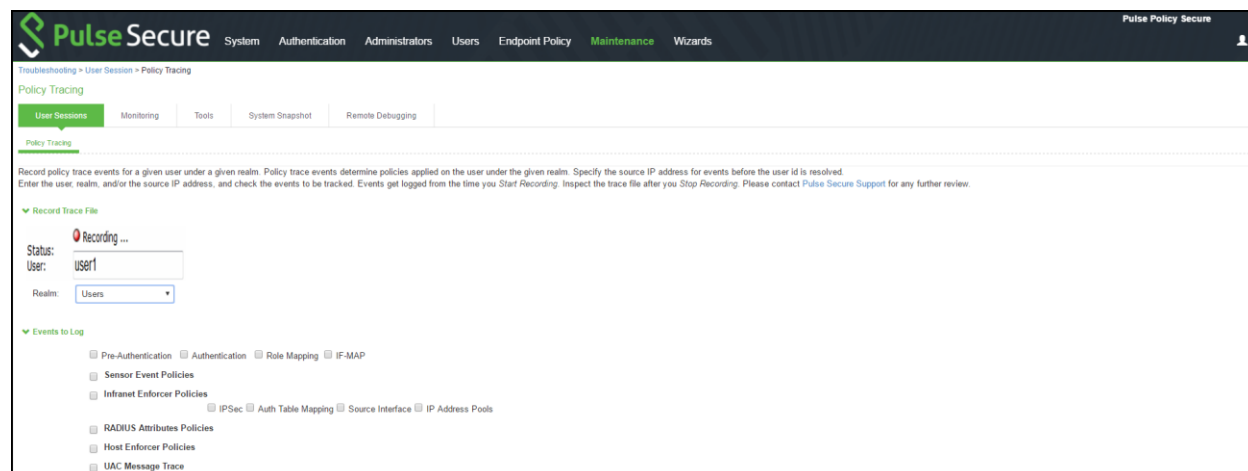 Pulse Policy Secure
Pulse Secure System Authentication Administrators Users Endpoint Policy Maintenance Wizards
Troubleshooting > User Session > Policy Tracing
Policy Tracing
User Sessions Monitoring Tools System Snapshot Remote Debugging
Policy Tracing
Record policy trace events for a given user under a given realm. Policy trace events determine policies applied on the user under the given realm. Specify the source IP address for events before the user id is resolved.
Enter the user, realm, and/or the source IP address, and check the events to be tracked. Events get logged from the time you Start Recording. Inspect the trace file after you Stop Recording. Please contact Pulse Secure Support for any further review.
Record Trace File
Status: Recording ...
User: user1
Realm: Users
Events to Log
Pre-Authentication Authentication Role Mapping IF-MAP
Sensor Event Policies
Infranet Enforcer Policies
IPSec Auth Table Mapping Source Interface IP Address Pools
RADIUS Attributes Policies
Host Enforcer Policies
UAC Message Trace